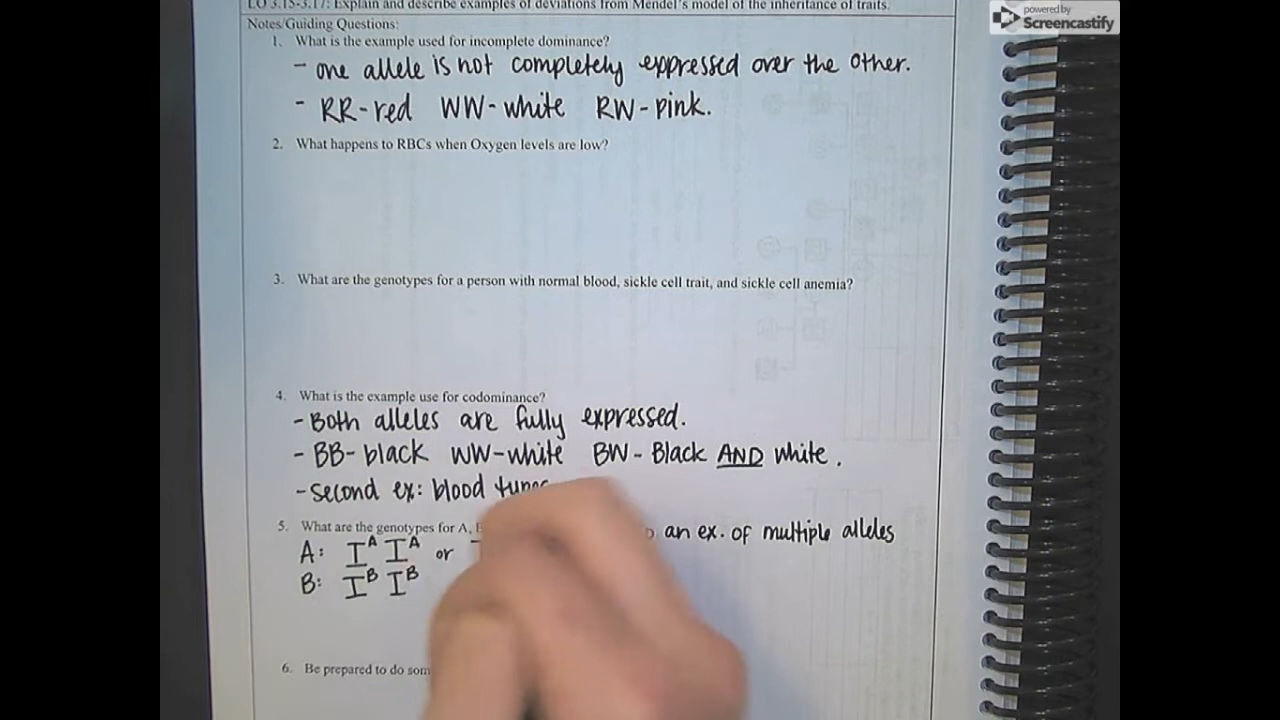 LO 3.15-3.17: Explain and describe examples of deviations from Mendel's model of the inheritance of traits.
powered by
Screencastify
Notes/Guiding Questions:
1. What is the example used for incomplete dominance?
- one allele is not completely expressed over the other.
- RR-red WW-white RW-pink.
2. What happens to RBCs when Oxygen levels are low?
3. What are the genotypes for a person with normal blood, sickle cell trait, and sickle cell anemia?
4. What is the example use for codominance?
- Both alleles are fully expressed.
- BB-black WW-white BW- Black AND white.
- second ex: blood
5. What are the genotypes for A, an ex. of multiple alleles
A: I^A I^A or
B: I^B I^B
6. Be prepared to do